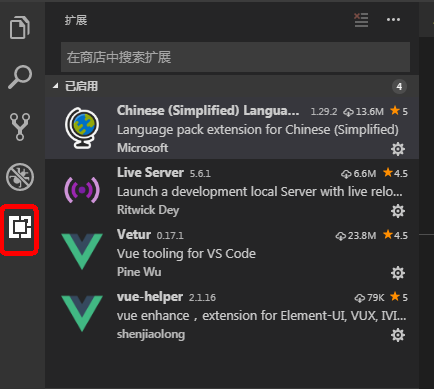 扩展
在商店中搜索扩展
已启用 4
Chinese (Simplified) Langua... 1.29.2 13.6M 5
Language pack extension for Chinese (Simplified)
Microsoft
Live Server 5.6.1 6.6M 4.5
Launch a development local Server with live relo...
Ritwick Dey
Vetur 0.17.1 23.8M 4.5
Vue tooling for VS Code
Pine Wu
vue-helper 2.1.16 79K 5
vue enhance，extension for Element-UI, VUX, IVI...
shenjiaolong